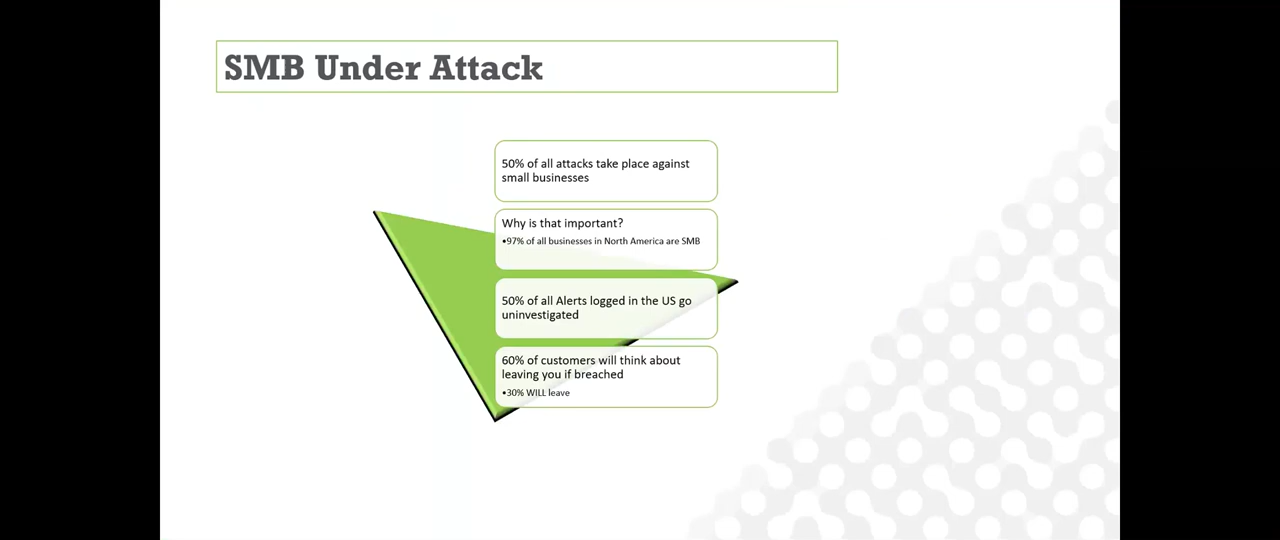 SMB Under Attack
50% of all attacks take place against
small businesses
Why is that important?
•97% of all businesses in North America are SMB
50% of all Alerts logged in the US go
uninvestigated
60% of customers will think about
leaving you if breached
•30% WILL leave